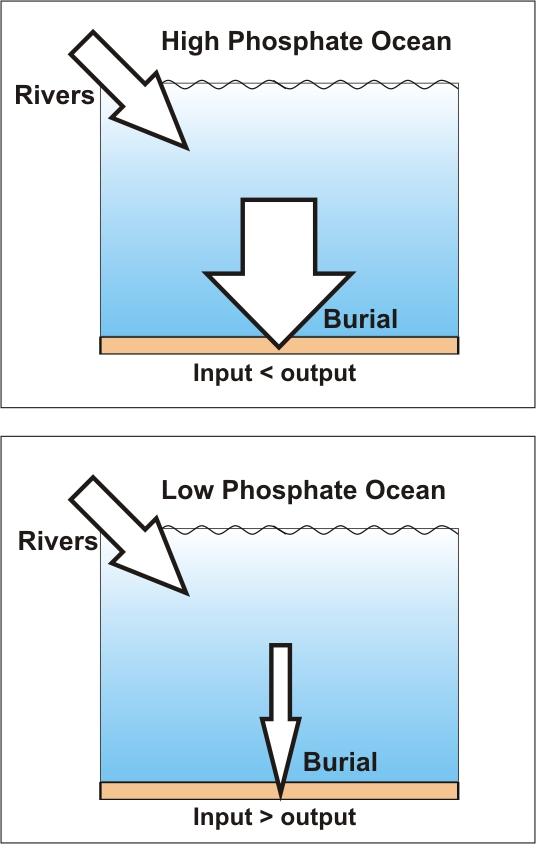 High Phosphate Ocean
Rivers
Burial
Input < output
Low Phosphate Ocean
Rivers
Burial
Input > output